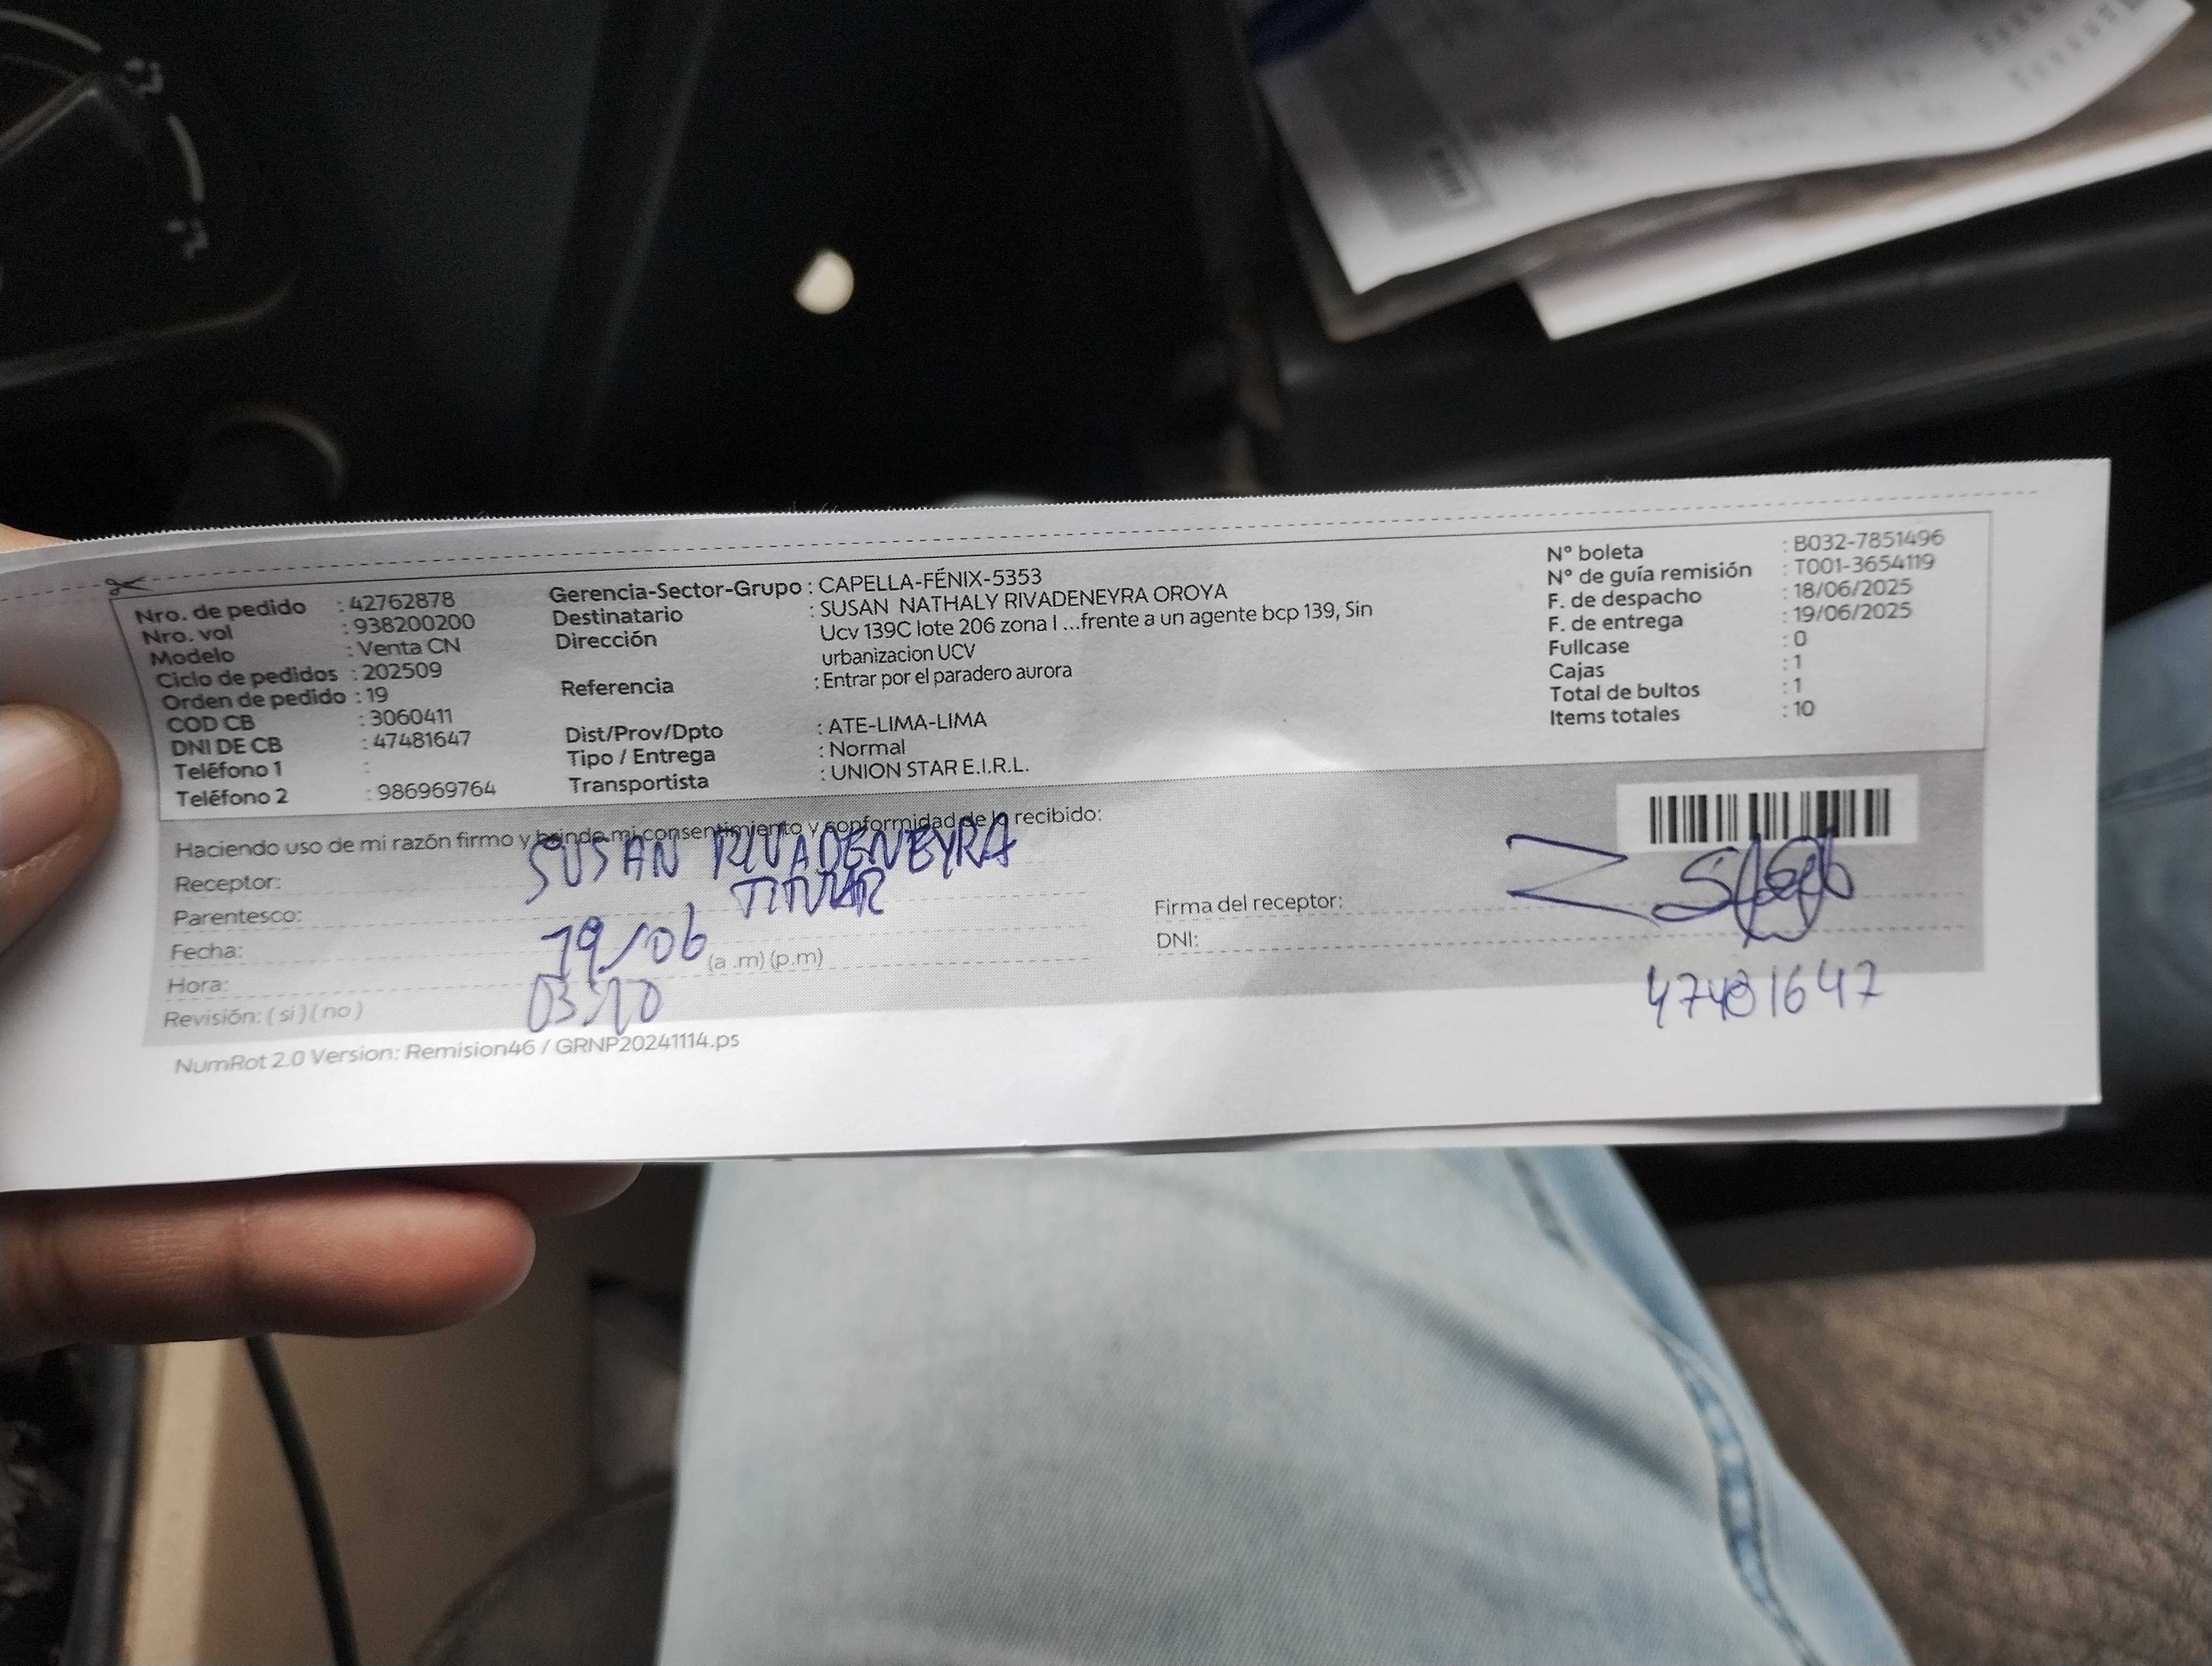 Nro. de pedido : 42762878
Nro. vol : 938200200
Modelo : Venta CN
Ciclo de pedidos : 202509
Orden de pedido : 19
COD CB : 3060411
DNI DE CB : 47481647
Teléfono 1 :
Teléfono 2 : 986969764
Gerencia-Sector-Grupo : CAPELLA-FÉNIX-5353
Destinatario : SUSAN NATHALY RIVADENEYRA OROYA
Dirección Ucv 139C lote 206 zona I ...frente a un agente bcp 139, Sin
urbanizacion UCV
Referencia : Entrar por el paradero aurora
Dist/Prov/Dpto : ATE-LIMA-LIMA
Tipo / Entrega : Normal
Transportista : UNION STAR E.I.R.L.
N° boleta : B032-7851496
N° de guía remisión : T001-3654119
F. de despacho : 18/06/2025
F. de entrega : 19/06/2025
Fullcase : 0
Cajas : 1
Total de bultos : 1
Items totales : 10
Haciendo uso de mi razón firmo y brindo mi consentimiento y conformidad de lo recibido:
Receptor: SUSAN RIVADENEYRA
Parentesco: TITULAR
Fecha: 19/06
Hora: 03:10 (a .m) (p.m)
Revisión: ( si ) ( no )
Firma del receptor:
DNI: 47481647
NumRot 2.0 Version: Remision46 / GRNP20241114.ps